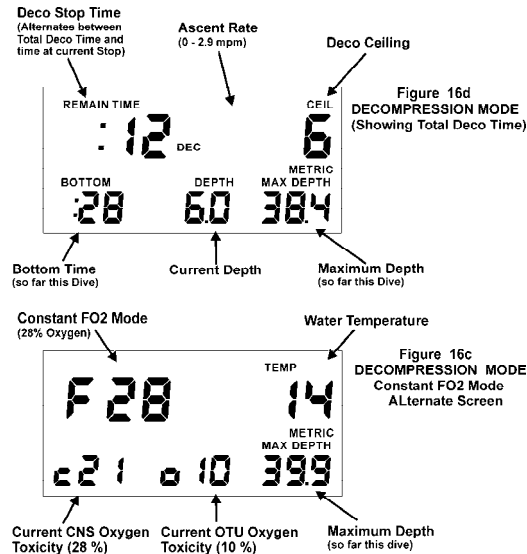 Deco Stop Time
(Alternates between
Total Deco Time and
time at current Stop)
Ascent Rate
(0 - 2.9 mpm)
Deco Ceiling
Figure 16d
DECOMPRESSION MODE
(Showing Total Deco Time)
REMAIN TIME
CEIL
:12 DEC
6
METRIC
BOTTOM DEPTH MAX DEPTH
:28 6.0 38.4
Bottom Time
(so far this Dive)
Current Depth
Maximum Depth
(so far this Dive)
Constant FO2 Mode
(28% Oxygen)
Water Temperature
Figure 16c
DECOMPRESSION MODE
Constant FO2 Mode
ALternate Screen
TEMP
F28 14
METRIC
MAX DEPTH
c21 o10 39.9
Current CNS Oxygen
Toxicity (28 %)
Current OTU Oxygen
Toxicity (10 %)
Maximum Depth
(so far this dive)